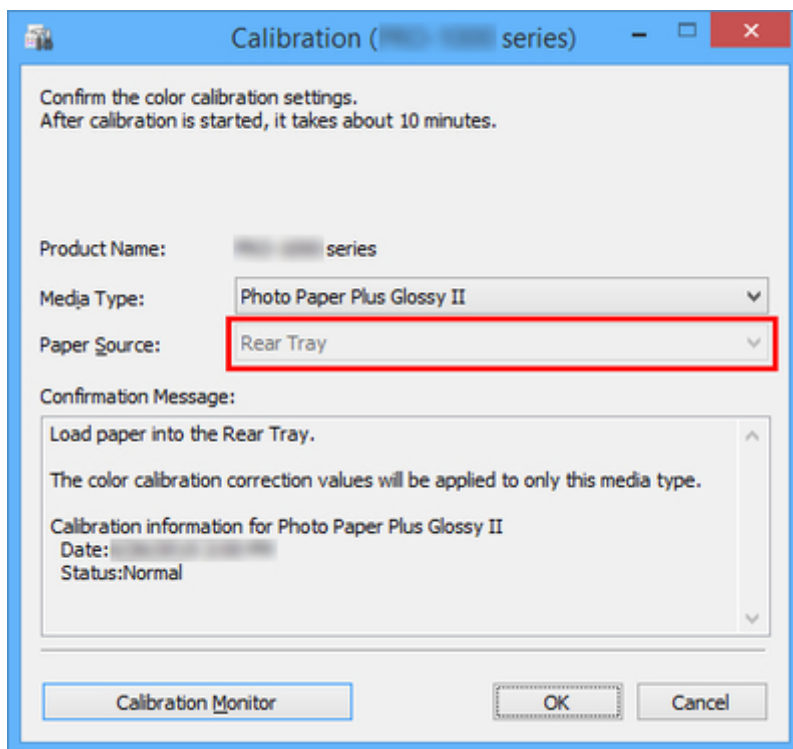 Calibration ( series)
Confirm the color calibration settings.
After calibration is started, it takes about 10 minutes.
Product Name: series
Media Type: Photo Paper Plus Glossy II
Paper Source: Rear Tray
Confirmation Message:
Load paper into the Rear Tray.
The color calibration correction values will be applied to only this media type.
Calibration information for Photo Paper Plus Glossy II
Date:
Status:Normal
Calibration Monitor OK Cancel